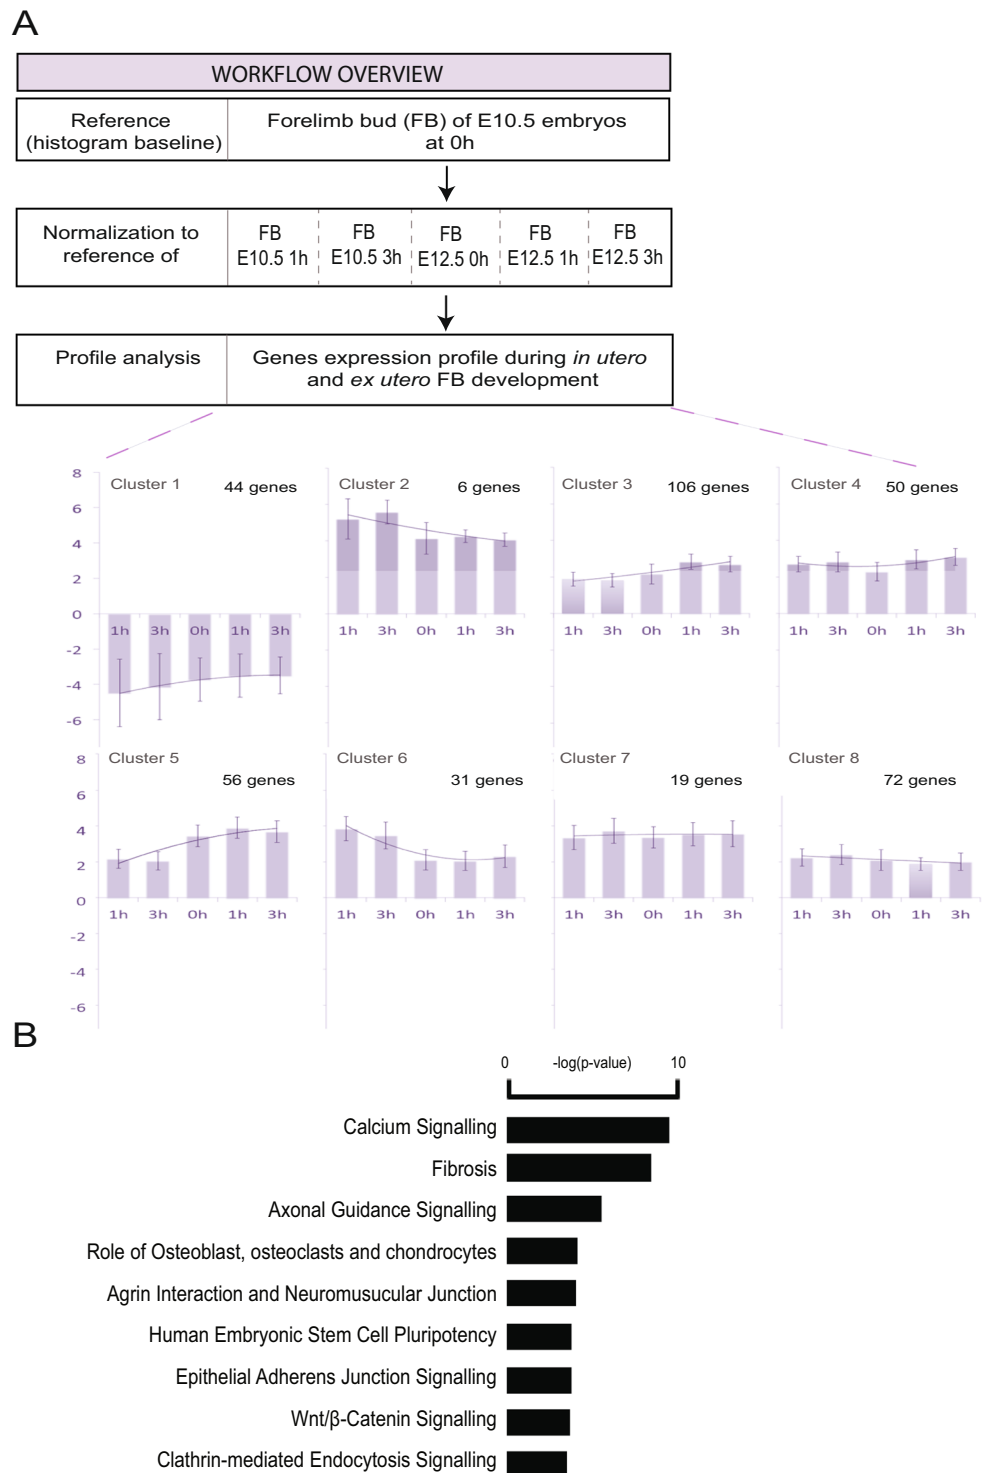 A
WORKFLOW OVERVIEW
Reference
(histogram baseline)
Forelimb bud (FB) of E10.5 embryos
at 0h
Normalization to
reference of
FB
E10.5 1h
FB
E10.5 3h
FB
E12.5 0h
FB
E12.5 1h
FB
E12.5 3h
Profile analysis
Genes expression profile during in utero
and ex utero FB development
8
6
4
2
0
-2
-4
-6
Cluster 1
44 genes
1h 3h 0h 1h 3h
Cluster 2
6 genes
1h 3h 0h 1h 3h
Cluster 3
106 genes
1h 3h 0h 1h 3h
Cluster 4
50 genes
1h 3h 0h 1h 3h
8
6
4
2
0
-2
-4
-6
Cluster 5
56 genes
1h 3h 0h 1h 3h
Cluster 6
31 genes
1h 3h 0h 1h 3h
Cluster 7
19 genes
1h 3h 0h 1h 3h
Cluster 8
72 genes
1h 3h 0h 1h 3h
B
0 -log(p-value) 10
Calcium Signalling
Fibrosis
Axonal Guidance Signalling
Role of Osteoblast, osteoclasts and chondrocytes
Agrin Interaction and Neuromusucular Junction
Human Embryonic Stem Cell Pluripotency
Epithelial Adherens Junction Signalling
Wnt/β-Catenin Signalling
Clathrin-mediated Endocytosis Signalling